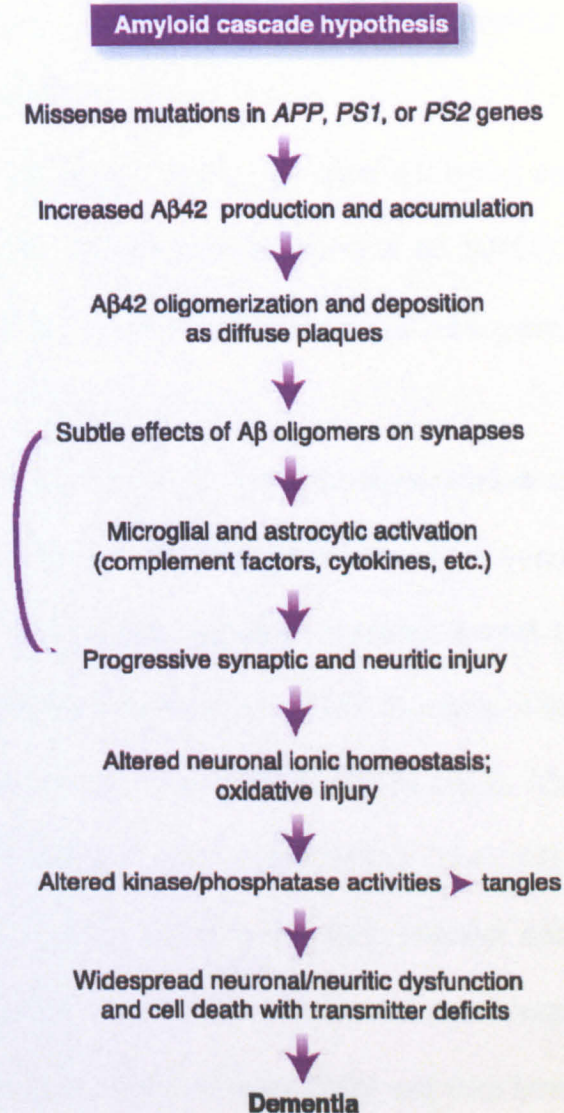 Amyloid cascade hypothesis
Missense mutations in APP, PS1, or PS2 genes
Increased Aβ42 production and accumulation
Aβ42 oligomerization and deposition
as diffuse plaques
Subtle effects of Aβ oligomers on synapses
Microglial and astrocytic activation
(complement factors, cytokines, etc.)
Progressive synaptic and neuritic injury
Altered neuronal ionic homeostasis;
oxidative injury
Altered kinase/phosphatase activities ➤ tangles
Widespread neuronal/neuritic dysfunction
and cell death with transmitter deficits
Dementia